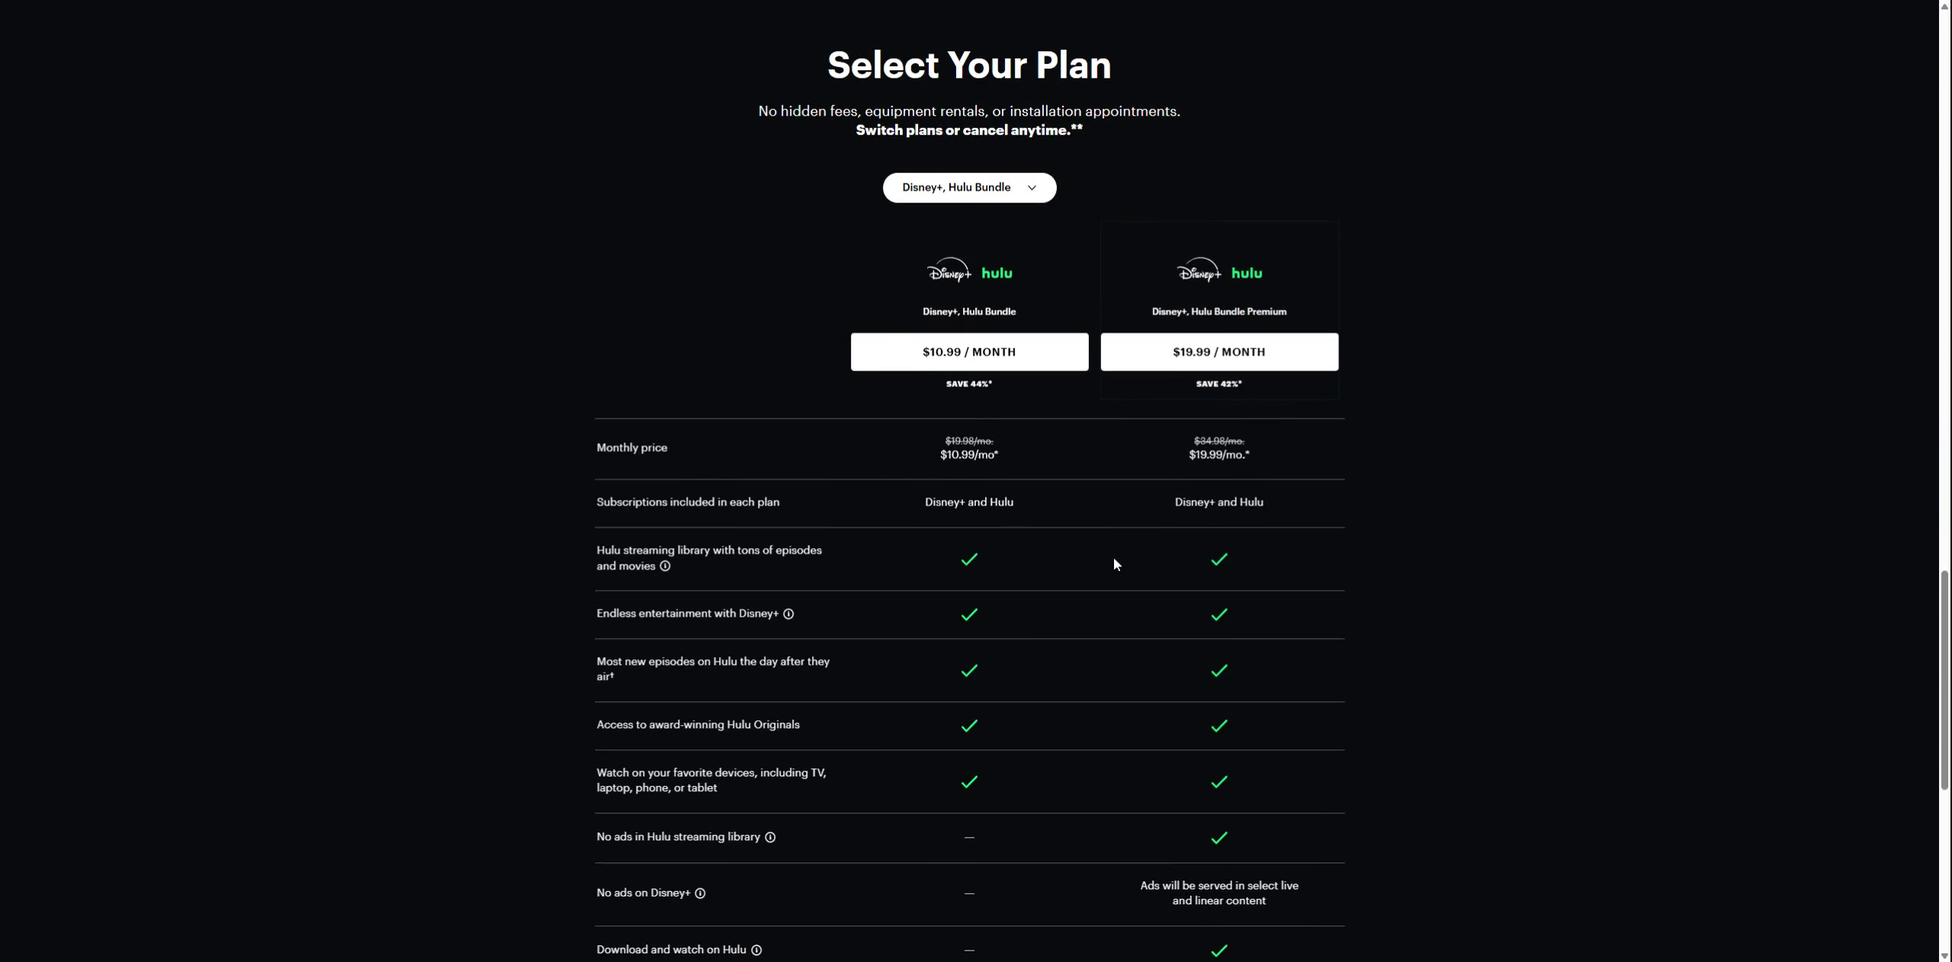 Select Your Plan
No hidden fees, equipment rentals, or installation appointments.
Switch plans or cancel anytime.**
Disney+, Hulu Bundle
Disney+ hulu
Disney+, Hulu Bundle
$10.99 / MONTH
SAVE 44%*
Disney+ hulu
Disney+, Hulu Bundle Premium
$19.99 / MONTH
SAVE 42%*
Monthly price
$19.98/mo.
$10.99/mo*
$34.98/mo.
$19.99/mo.*
Subscriptions included in each plan
Disney+ and Hulu
Disney+ and Hulu
Hulu streaming library with tons of episodes
and movies
Endless entertainment with Disney+
Most new episodes on Hulu the day after they
air†
Access to award-winning Hulu Originals
Watch on your favorite devices, including TV,
laptop, phone, or tablet
No ads in Hulu streaming library
—
No ads on Disney+
—
Ads will be served in select live
and linear content
Download and watch on Hulu
—